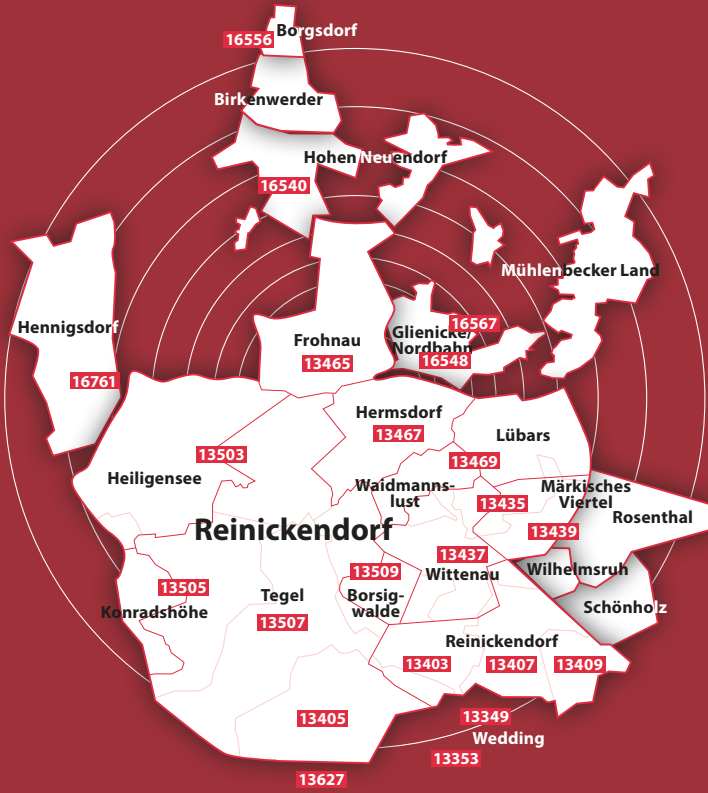 Borgsdorf
16556
Birkenwerder
Hohen Neuendorf
16540
Mühlenbecker Land
Hennigsdorf
16761
Frohnau
13465
Glienicke/
Nordbahn
16567
16548
Hermsdorf
13467
Lübars
13469
Heiligensee
13503
Waidmanns-
lust
13435
Märkisches
Viertel
13439
Rosenthal
Reinickendorf
13437
Wittenau
Wilhelmsruh
13505
Konradshöhe
Tegel
13507
13509
Borsig-
walde
Schönholz
Reinickendorf
13403
13407
13409
13405
13349
Wedding
13353
13627